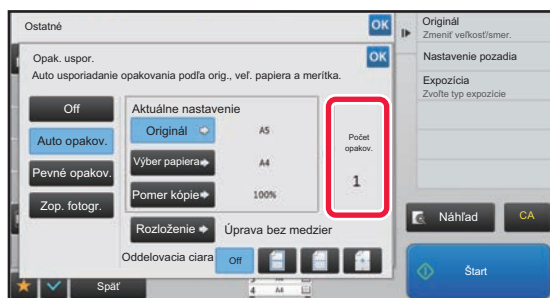 Ostatné
OK
Opak. uspor.
OK
Auto usporiadanie opakovania podľa orig., veľ. papiera a merítka.
Off
Auto opakov.
Pevné opakov.
Zop. fotogr.
Aktuálne nastavenie
Originál
A5
Výber papiera
A4
Pomer kópie
100%
Rozloženie
Úprava bez medzier
Oddelovacia ciara
Off
Počet
opakov.
1
Späť
4 A4
Originál
Zmeniť veľkosť/smer.
Nastavenie pozadia
Expozícia
Zvoľte typ expozície
Náhľad
CA
Štart